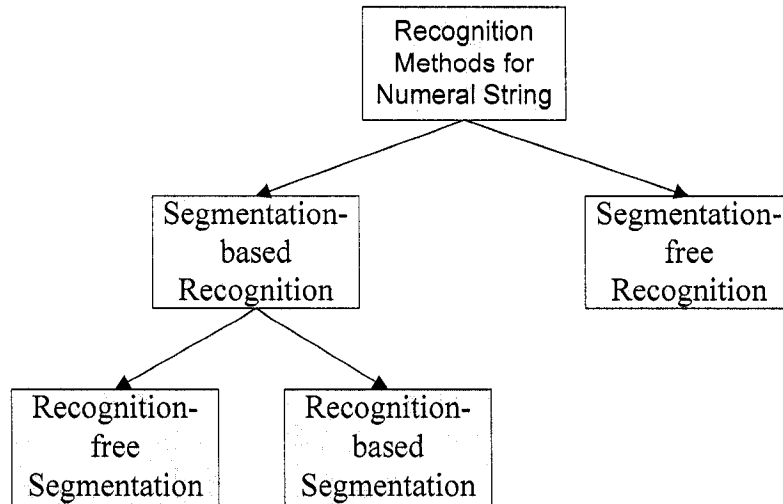 Recognition
Methods for
Numeral String
Segmentation-
based
Recognition
Segmentation-
free
Recognition
Recognition-
free
Segmentation
Recognition-
based
Segmentation